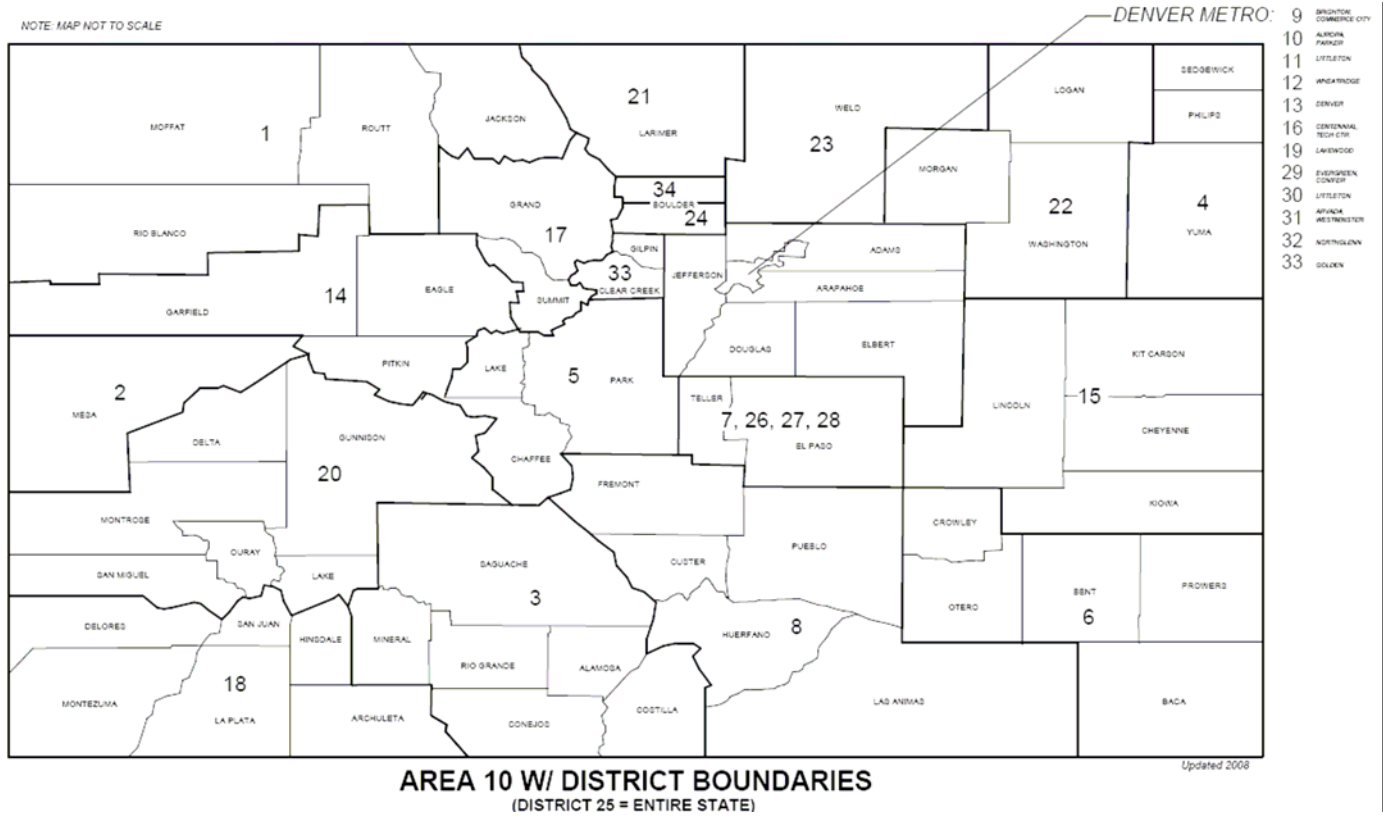 NOTE: MAP NOT TO SCALE
DENVER METRO:
9 BRIGHTON, COMMERCE CITY
10 AURORA, PARKER
11 LITTLETON
12 WHEATRIDGE
13 DENVER
16 CENTENNIAL, TECH CTR.
19 LAKEWOOD
29 EVERGREEN, CONIFER
30 LITTLETON
31 ARVADA, WESTMINSTER
32 NORTHGLENN
33 GOLDEN
MOFFAT
1
ROUTT
JACKSON
21
LARIMER
WELD
23
LOGAN
SEDGEWICK
PHILIPS
MORGAN
RIO BLANCO
GRAND
17
34
BOULDER
24
22
WASHINGTON
4
YUMA
GILPIN
33
CLEAR CREEK
JEFFERSON
ADAMS
ARAPAHOE
GARFIELD
14
EAGLE
SUMMIT
DOUGLAS
ELBERT
KIT CARSON
2
MESA
PITKIN
LAKE
5
PARK
TELLER
7, 26, 27, 28
EL PASO
LINCOLN
15
CHEYENNE
DELTA
GUNNISON
20
CHAFFEE
FREMONT
KIOWA
MONTROSE
OURAY
SAN MIGUEL
LAKE
SAGUACHE
3
CUSTER
PUEBLO
CROWLEY
OTERO
BENT
6
PROWERS
DELORES
SAN JUAN
HINSDALE
MINERAL
RIO GRANDE
ALAMOSA
HUERFANO
8
MONTEZUMA
18
LA PLATA
ARCHULETA
CONEJOS
COSTILLA
LAS ANIMAS
BACA
Updated 2008
AREA 10 W/ DISTRICT BOUNDARIES
(DISTRICT 25 = ENTIRE STATE)